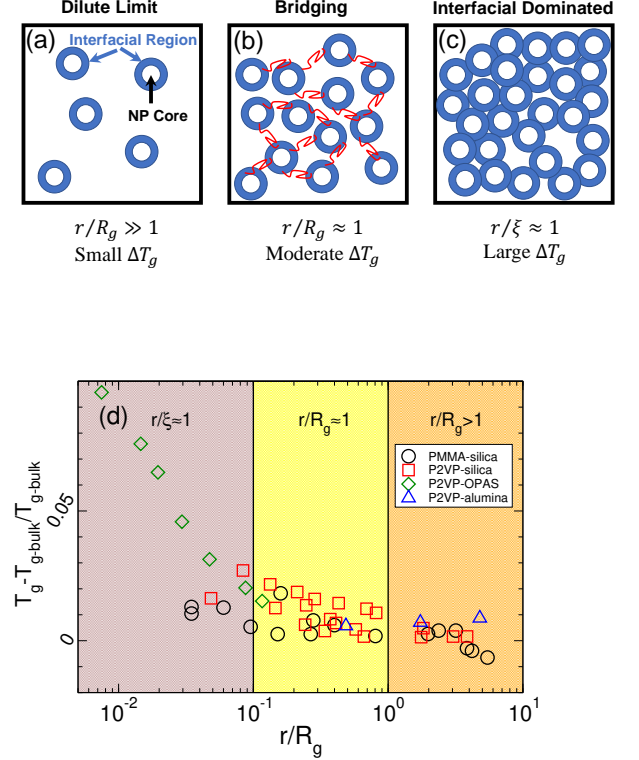 Dilute Limit
Bridging
Interfacial Dominated
(a)
Interfacial Region
NP Core
(b)
(c)
r/R_g ≫ 1
Small ΔT_g
r/R_g ≈ 1
Moderate ΔT_g
r/ξ ≈ 1
Large ΔT_g
(d)
r/ξ≈1
r/R_g≈1
r/R_g>1
PMMA-silica
P2VP-silica
P2VP-OPAS
P2VP-alumina
T_g-T_g-bulk/T_g-bulk
0.05
0
10^-2
10^-1
10^0
10^1
r/R_g